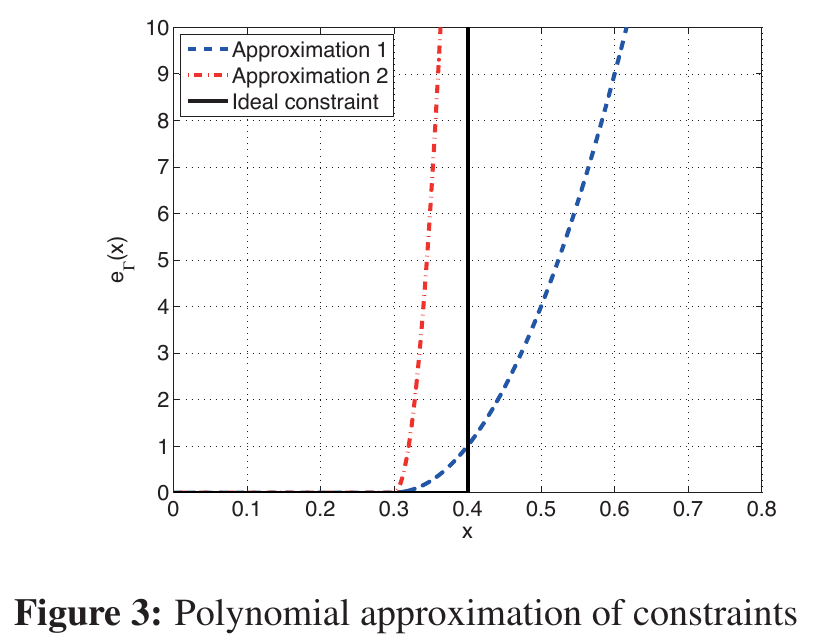 10
9
8
7
6
5
4
3
2
1
0
Approximation 1
Approximation 2
Ideal constraint
e_Γ(x)
0 0.1 0.2 0.3 0.4 0.5 0.6 0.7 0.8
x
Figure 3: Polynomial approximation of constraints